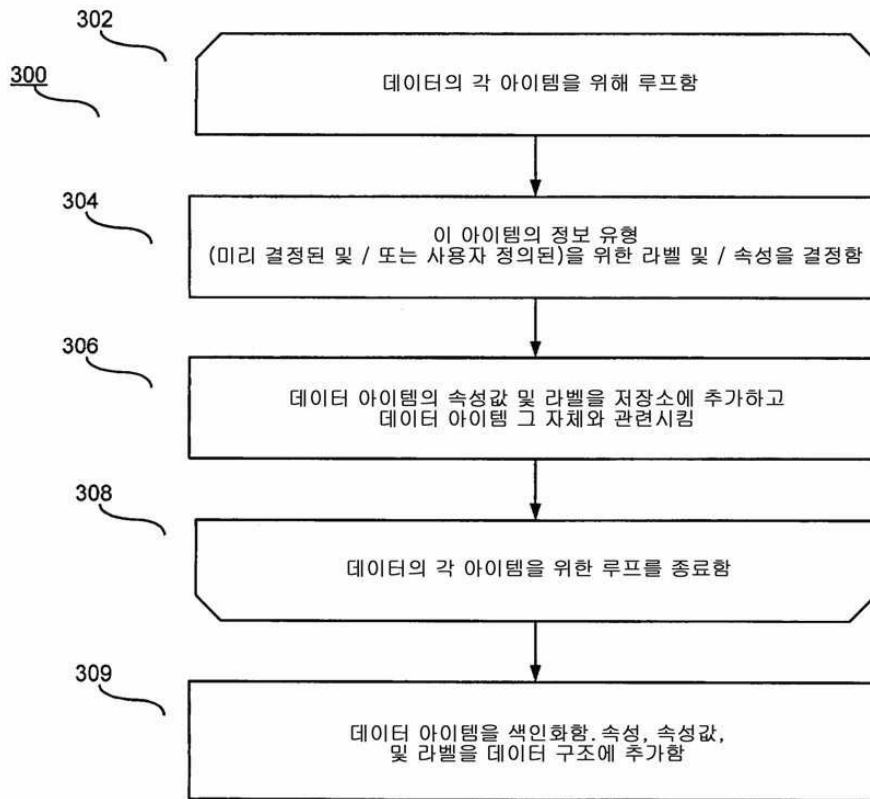 302
300
데이터의 각 아이템을 위해 루프함
304
이 아이템의 정보 유형
(미리 결정된 및 / 또는 사용자 정의된)을 위한 라벨 및 / 속성을 결정함
306
데이터 아이템의 속성값 및 라벨을 저장소에 추가하고
데이터 아이템 그 자체와 관련시킴
308
데이터의 각 아이템을 위한 루프를 종료함
309
데이터 아이템을 색인화함. 속성, 속성값,
및 라벨을 데이터 구조에 추가함